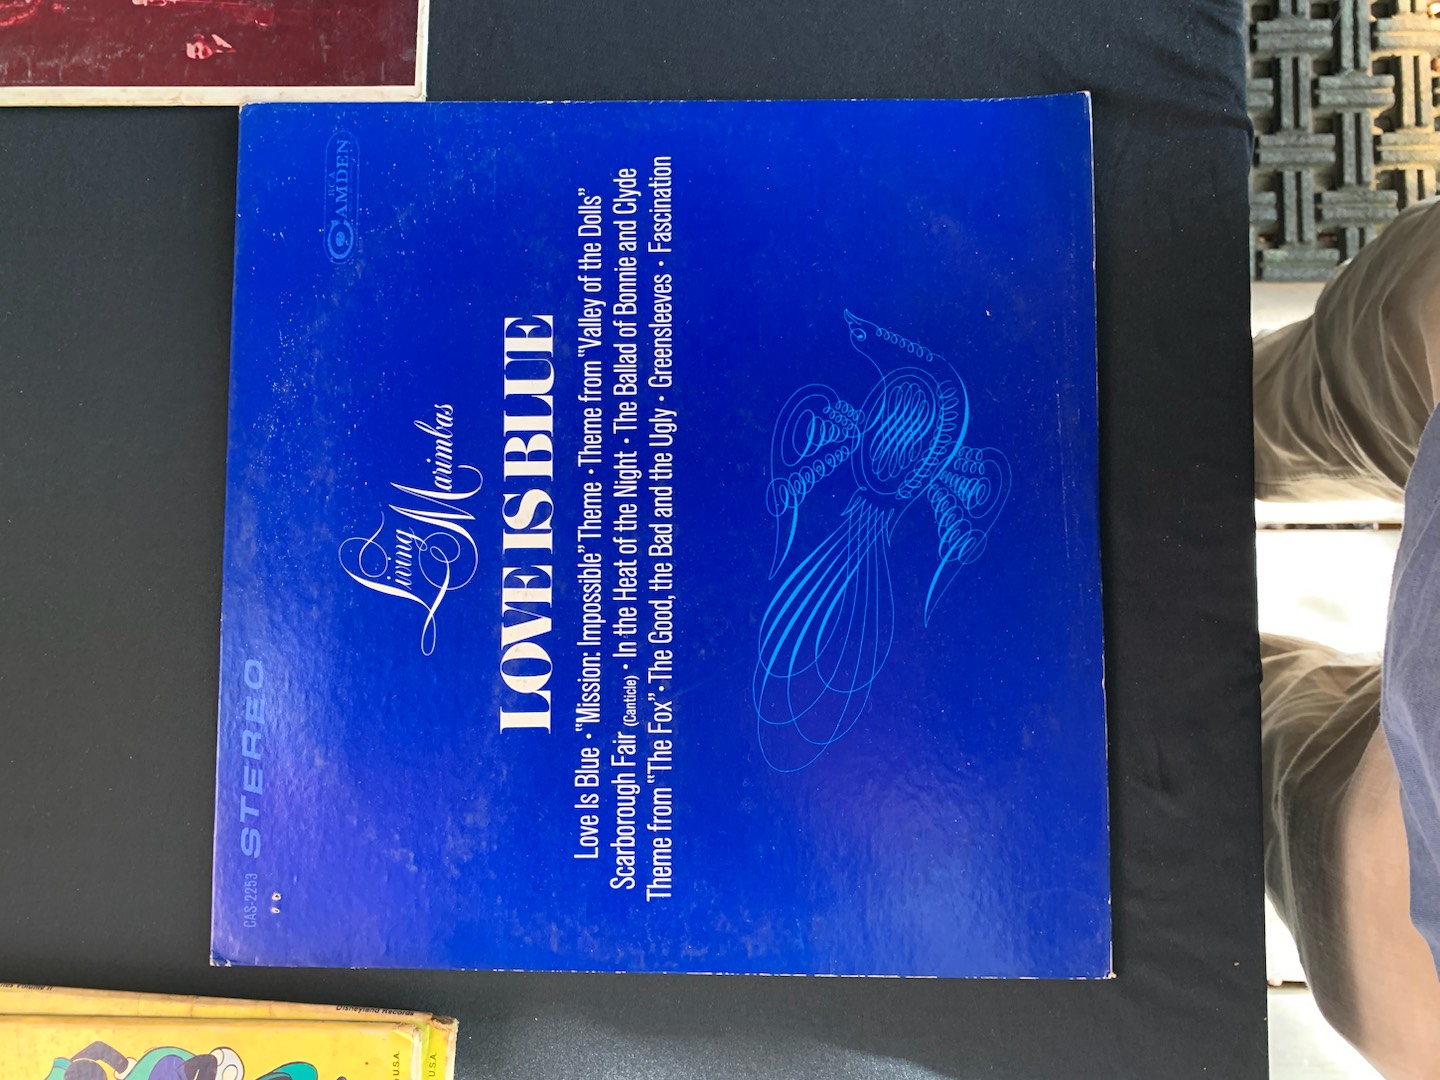 CAS-2253
STEREO
RCA
CAMDEN
Living
Marimbas
LOVE IS BLUE
Love Is Blue • "Mission: Impossible" Theme • Theme from "Valley of the Dolls"
Scarborough Fair (Canticle) • In the Heat of the Night • The Ballad of Bonnie and Clyde
Theme from "The Fox" • The Good, the Bad and the Ugly • Greensleeves • Fascination
Volume II
Disneyland Records
U.S.A.
U.S.A.